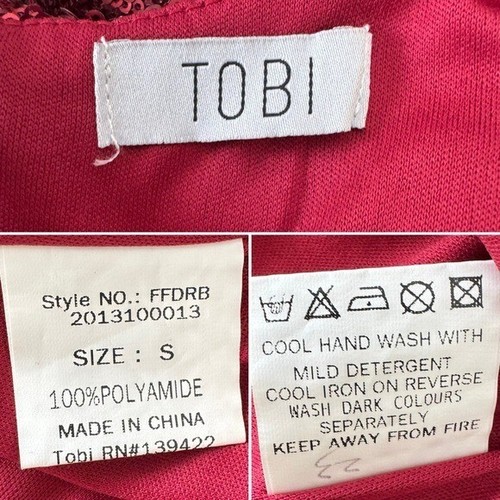 TOBI
Style NO.: FFDRB
2013100013
SIZE: S
100%POLYAMIDE
MADE IN CHINA
Tobi RN#139422
COOL HAND WASH WITH
MILD DETERGENT
COOL IRON ON REVERSE
WASH DARK COLOURS
SEPARATELY
KEEP AWAY FROM FIRE
23